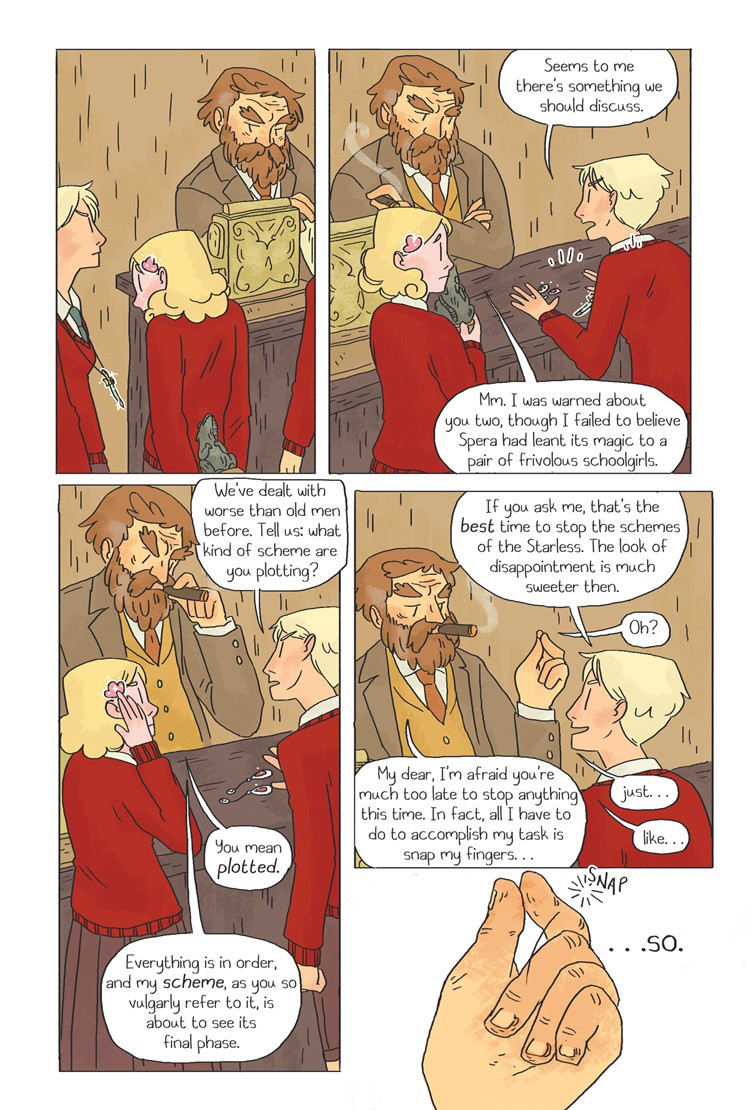 Seems to me
there's something we
should discuss.
Mm. I was warned about
you two, though I failed to believe
Spera had leant its magic to a
pair of frivolous schoolgirls.
We've dealt with
worse than old men
before. Tell us: what
kind of scheme are
you plotting?
You mean
plotted.
Everything is in order,
and my scheme, as you so
vulgarly refer to it, is
about to see its
final phase.
If you ask me, that's the
best time to stop the schemes
of the Starless. The look of
disappointment is much
sweeter then.
Oh?
My dear, I'm afraid you're
much too late to stop anything
this time. In fact, all I have to
do to accomplish my task is
snap my fingers. . .
just. . .
like. . .
SNAP
. . .so.